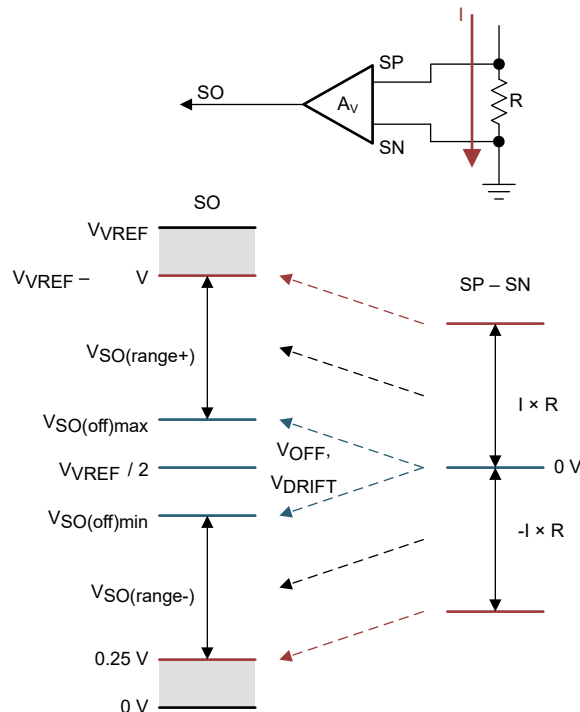 I
SP
SO
A_V
R
SN
SO
V_VREF
V_VREF – V
SP – SN
V_SO(range+)
I × R
V_SO(off)max
V_OFF,
V_VREF / 2
0 V
V_DRIFT
V_SO(off)min
-I × R
V_SO(range-)
0.25 V
0 V